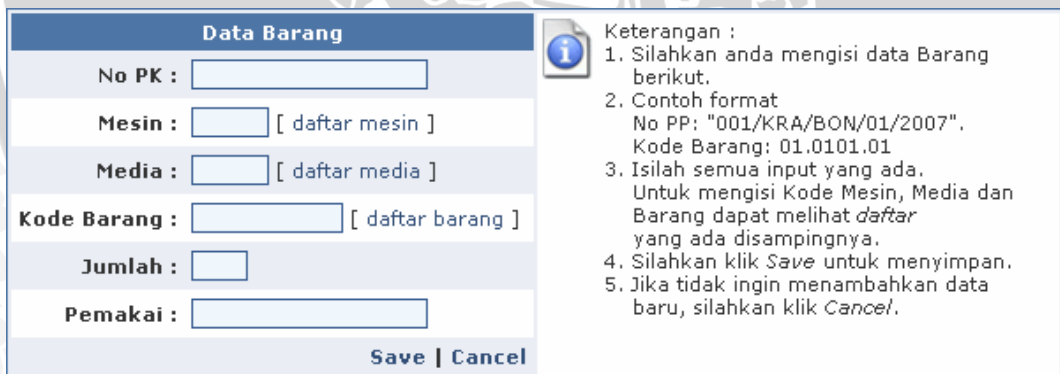 Data Barang
No PK :
Mesin : [ daftar mesin ]
Media : [ daftar media ]
Kode Barang : [ daftar barang ]
Jumlah :
Pemakai :
Save | Cancel
Keterangan :
1. Silahkan anda mengisi data Barang
berikut.
2. Contoh format
No PP: "001/KRA/BON/01/2007".
Kode Barang: 01.0101.01
3. Isilah semua input yang ada.
Untuk mengisi Kode Mesin, Media dan
Barang dapat melihat daftar
yang ada disampingnya.
4. Silahkan klik Save untuk menyimpan.
5. Jika tidak ingin menambahkan data
baru, silahkan klik Cancel.